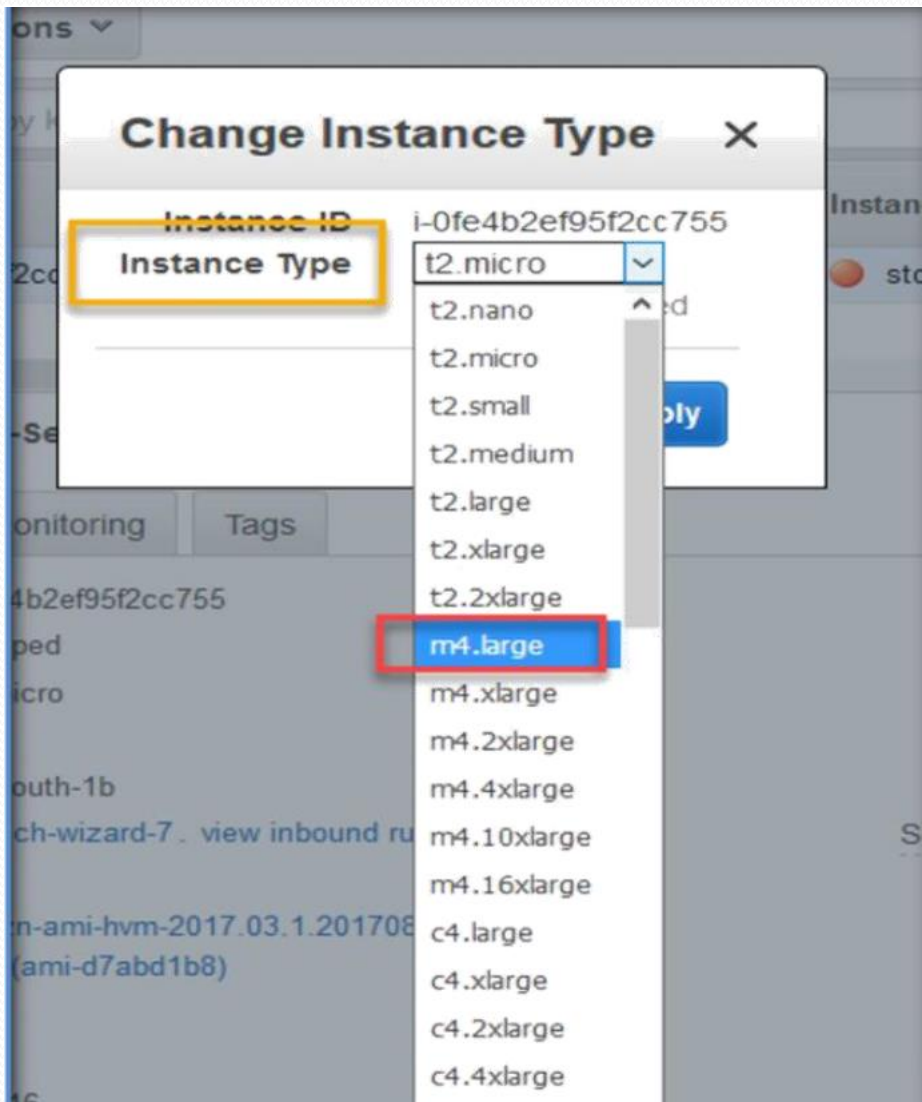 ons
by k
Change Instance Type ×
Instance ID i-0fe4b2ef95f2cc755
Instan
Instance Type t2.micro
2cc
sto
ed
t2.nano
t2.micro
t2.small
ply
-Se
t2.medium
t2.large
onitoring Tags
t2.xlarge
4b2ef95f2cc755
t2.2xlarge
ped
m4.large
icro
m4.xlarge
m4.2xlarge
outh-1b
m4.4xlarge
ch-wizard-7. view inbound ru
m4.10xlarge
S
m4.16xlarge
n-ami-hvm-2017.03.1.201708
c4.large
(ami-d7abd1b8)
c4.xlarge
c4.2xlarge
c4.4xlarge